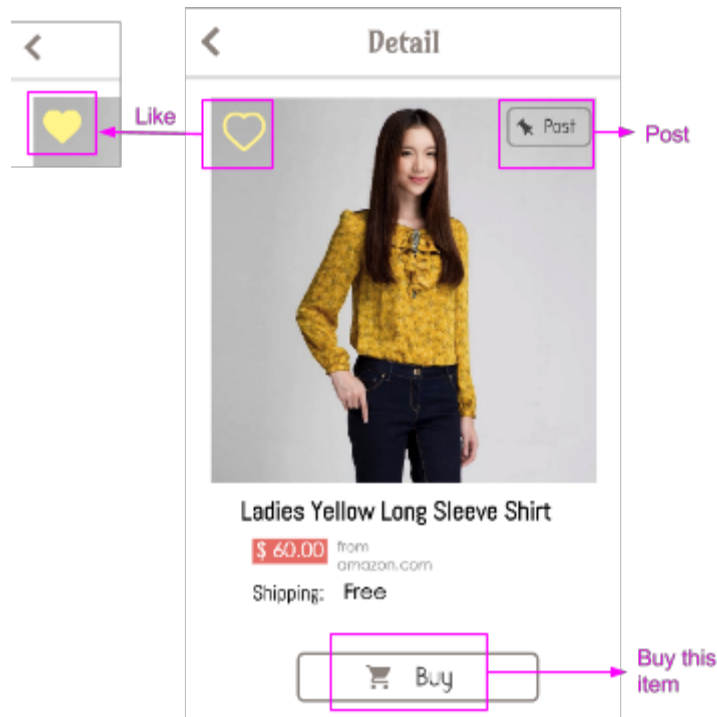 Detail
Like
Post
Post
Ladies Yellow Long Sleeve Shirt
$ 60.00 from
amazon.com
Shipping: Free
Buy
Buy this
item